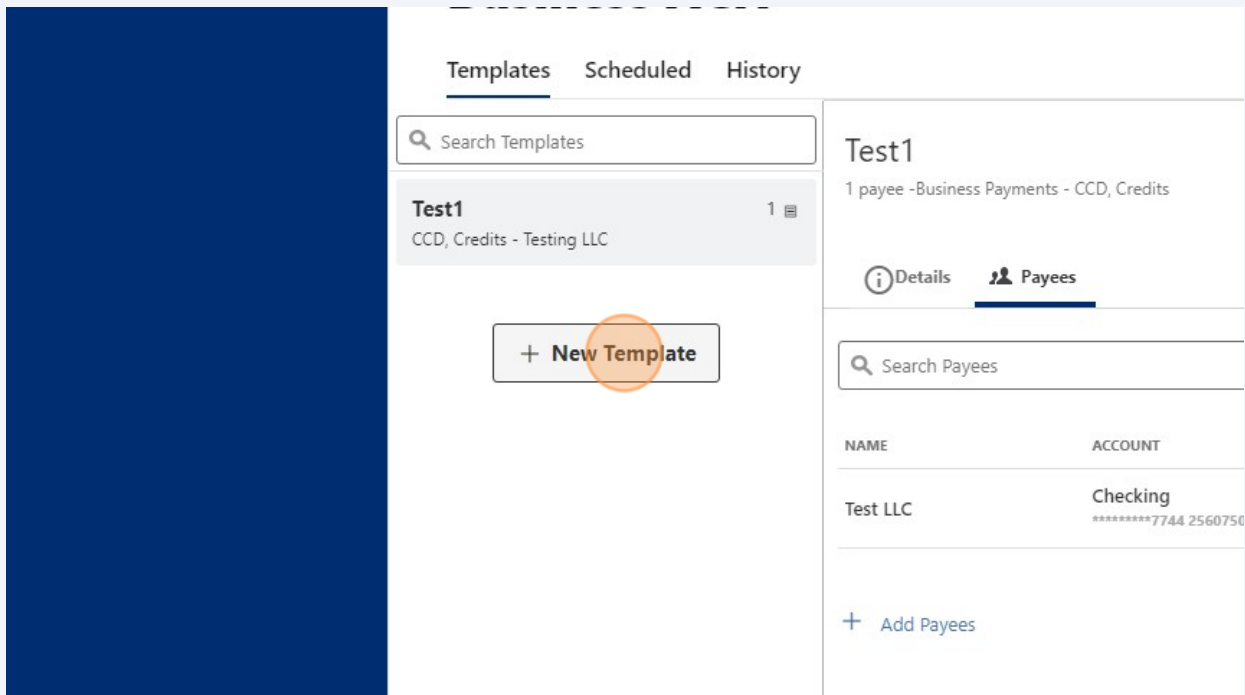 Templates Scheduled History
Search Templates
Test1 1
CCD, Credits - Testing LLC
+ New Template
Test1
1 payee -Business Payments - CCD, Credits
Details Payees
Search Payees
NAME ACCOUNT
Test LLC Checking
*********7744 2560750
+ Add Payees